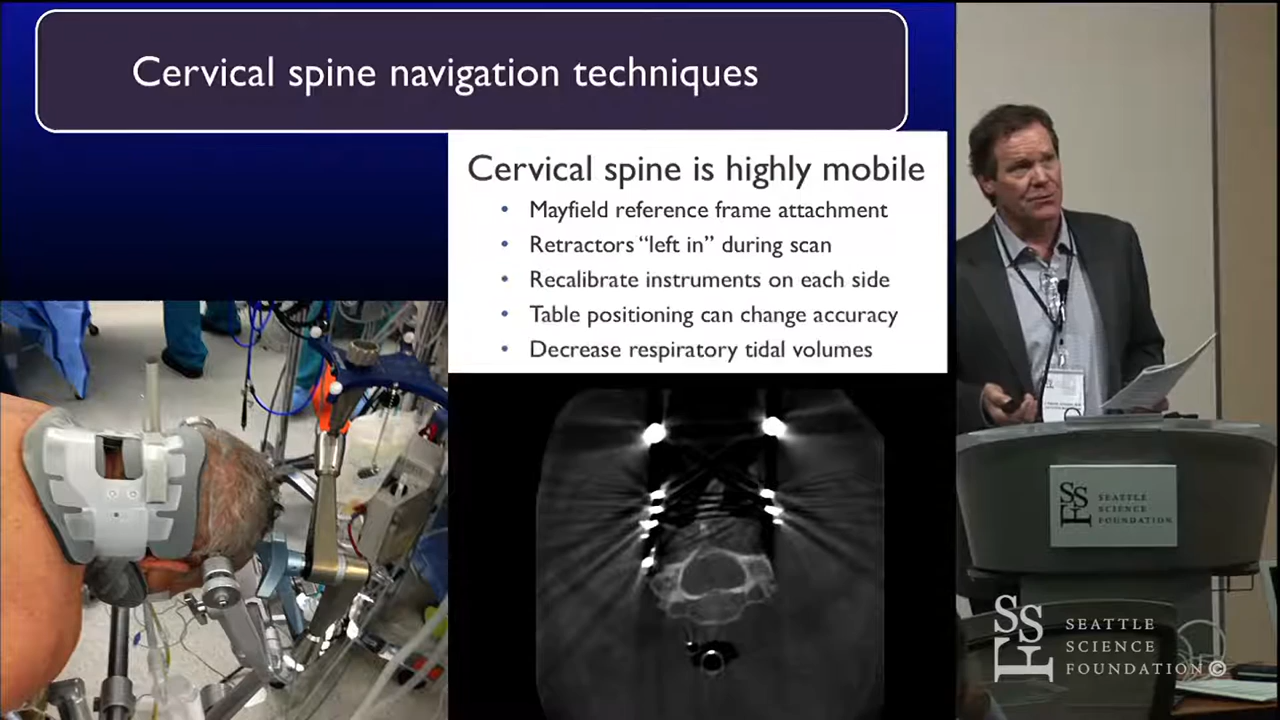 Cervical spine navigation techniques
Cervical spine is highly mobile
• Mayfield reference frame attachment
• Retractors “left in” during scan
• Recalibrate instruments on each side
• Table positioning can change accuracy
• Decrease respiratory tidal volumes
SSF
SEATTLE
SCIENCE
FOUNDATION
SSF
SEATTLE
SCIENCE
FOUNDATION©